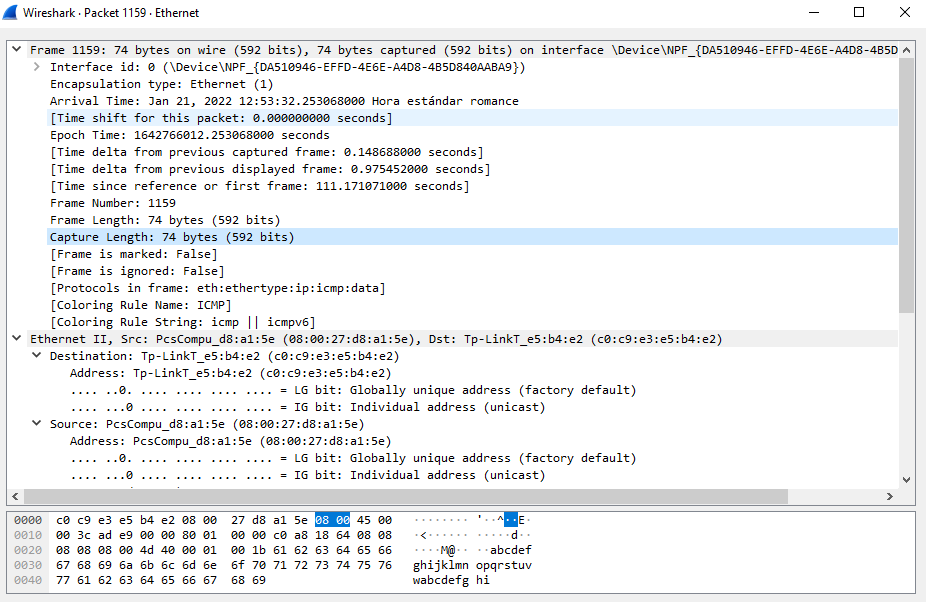 Wireshark · Packet 1159 · Ethernet
Frame 1159: 74 bytes on wire (592 bits), 74 bytes captured (592 bits) on interface \Device\NPF_{DA510946-EFFD-4E6E-A4D8-4B5D
Interface id: 0 (\Device\NPF_{DA510946-EFFD-4E6E-A4D8-4B5D840AABA9})
Encapsulation type: Ethernet (1)
Arrival Time: Jan 21, 2022 12:53:32.253068000 Hora estándar romance
[Time shift for this packet: 0.000000000 seconds]
Epoch Time: 1642766012.253068000 seconds
[Time delta from previous captured frame: 0.148688000 seconds]
[Time delta from previous displayed frame: 0.975452000 seconds]
[Time since reference or first frame: 111.171071000 seconds]
Frame Number: 1159
Frame Length: 74 bytes (592 bits)
Capture Length: 74 bytes (592 bits)
[Frame is marked: False]
[Frame is ignored: False]
[Protocols in frame: eth:ethertype:ip:icmp:data]
[Coloring Rule Name: ICMP]
[Coloring Rule String: icmp || icmpv6]
Ethernet II, Src: PcsCompu_d8:a1:5e (08:00:27:d8:a1:5e), Dst: Tp-LinkT_e5:b4:e2 (c0:c9:e3:e5:b4:e2)
Destination: Tp-LinkT_e5:b4:e2 (c0:c9:e3:e5:b4:e2)
Address: Tp-LinkT_e5:b4:e2 (c0:c9:e3:e5:b4:e2)
.... ..0. .... .... .... .... = LG bit: Globally unique address (factory default)
.... ...0 .... .... .... .... = IG bit: Individual address (unicast)
Source: PcsCompu_d8:a1:5e (08:00:27:d8:a1:5e)
Address: PcsCompu_d8:a1:5e (08:00:27:d8:a1:5e)
.... ..0. .... .... .... .... = LG bit: Globally unique address (factory default)
.... ...0 .... .... .... .... = IG bit: Individual address (unicast)
0000 c0 c9 e3 e5 b4 e2 08 00 27 d8 a1 5e 08 00 45 00 ········ '··^··E·
0010 00 3c ad e9 00 00 80 01 00 00 c0 a8 18 64 08 08 ·<······ ·····d··
0020 08 08 08 00 4d 40 00 01 00 1b 61 62 63 64 65 66 ····M@·· ··abcdef
0030 67 68 69 6a 6b 6c 6d 6e 6f 70 71 72 73 74 75 76 ghijklmn opqrstuv
0040 77 61 62 63 64 65 66 67 68 69 wabcdefg hi